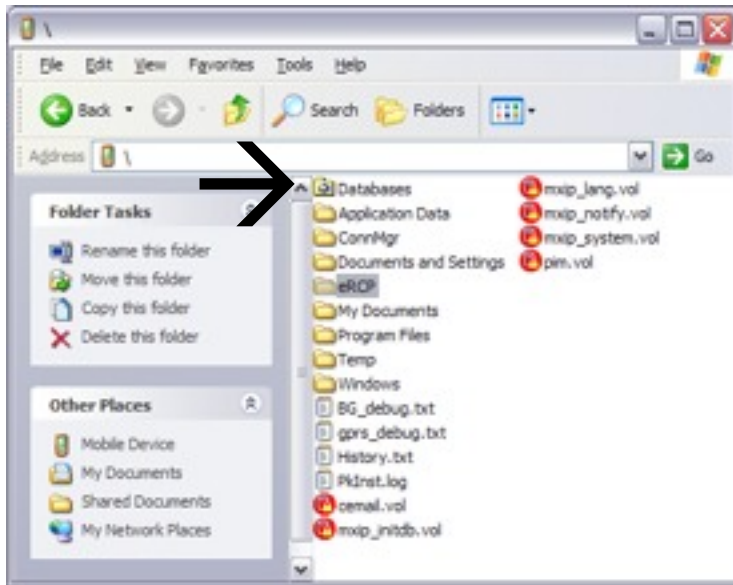 \
File Edit View Favorites Tools Help
Back Search Folders
Address \ Go
Folder Tasks
Rename this folder
Move this folder
Copy this folder
Delete this folder
Other Places
Mobile Device
My Documents
Shared Documents
My Network Places
Databases
Application Data
ConnMgr
Documents and Settings
eRCP
My Documents
Program Files
Temp
Windows
BG_debug.txt
gprs_debug.txt
History.txt
PkInst.log
cemail.vol
mxip_initdb.vol
mxip_lang.vol
mxip_notify.vol
mxip_system.vol
pim.vol